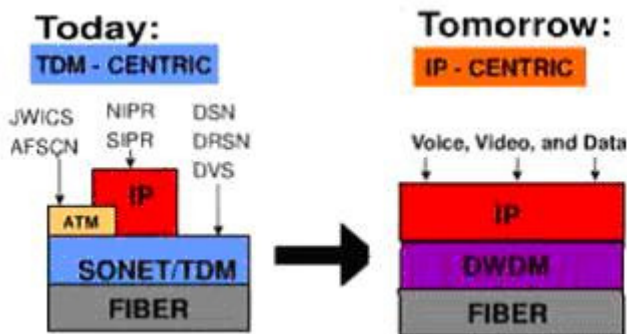 Today:
TDM - CENTRIC
JWICS
AFSCN
NIPR
SIPR
DSN
DRSN
DVS
IP
ATM
SONET/TDM
FIBER
Tomorrow:
IP - CENTRIC
Voice, Video, and Data
IP
DWDM
FIBER